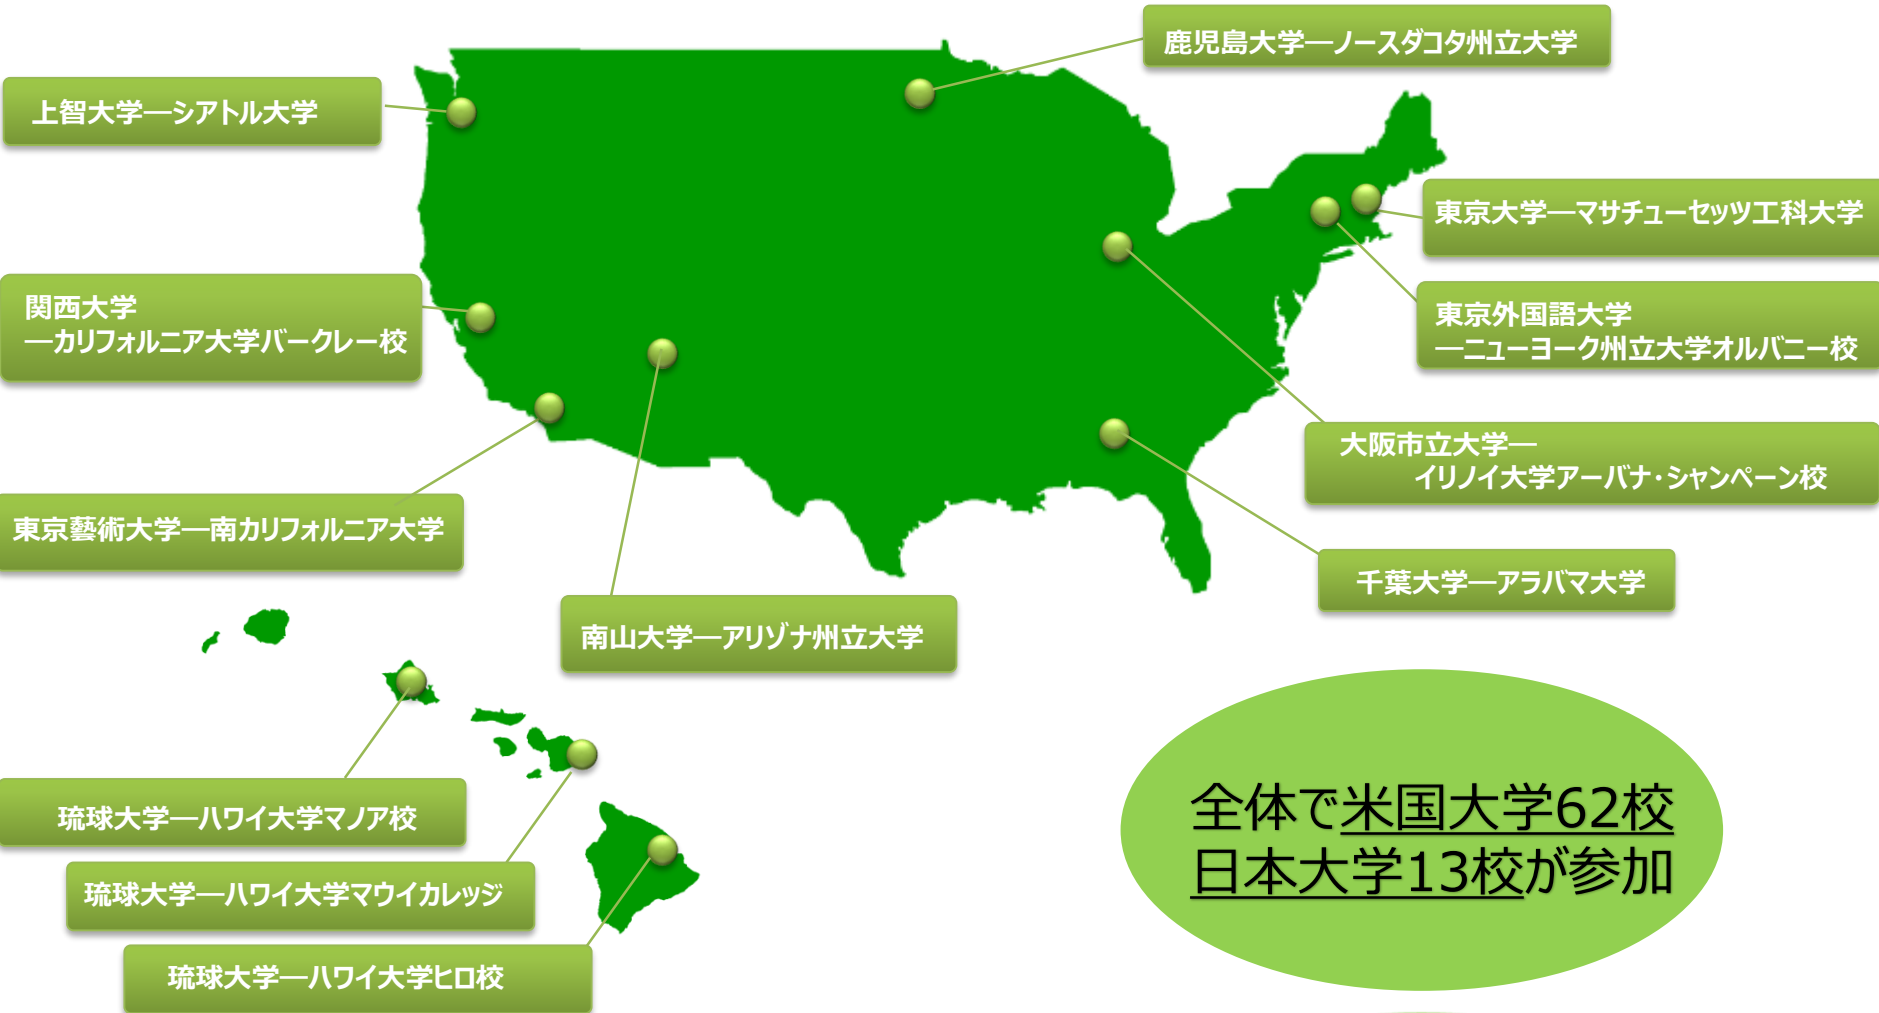 鹿児島大学―ノースダコタ州立大学
上智大学―シアトル大学
東京大学―マサチューセッツ工科大学
関西大学
―カリフォルニア大学バークレー校
東京外国語大学
―ニューヨーク州立大学オルバニー校
大阪市立大学―
イリノイ大学アーバナ・シャンペーン校
東京藝術大学―南カリフォルニア大学
千葉大学―アラバマ大学
南山大学―アリゾナ州立大学
琉球大学―ハワイ大学マノア校
琉球大学―ハワイ大学マウイカレッジ
琉球大学―ハワイ大学ヒロ校
全体で米国大学62校
日本大学13校が参加